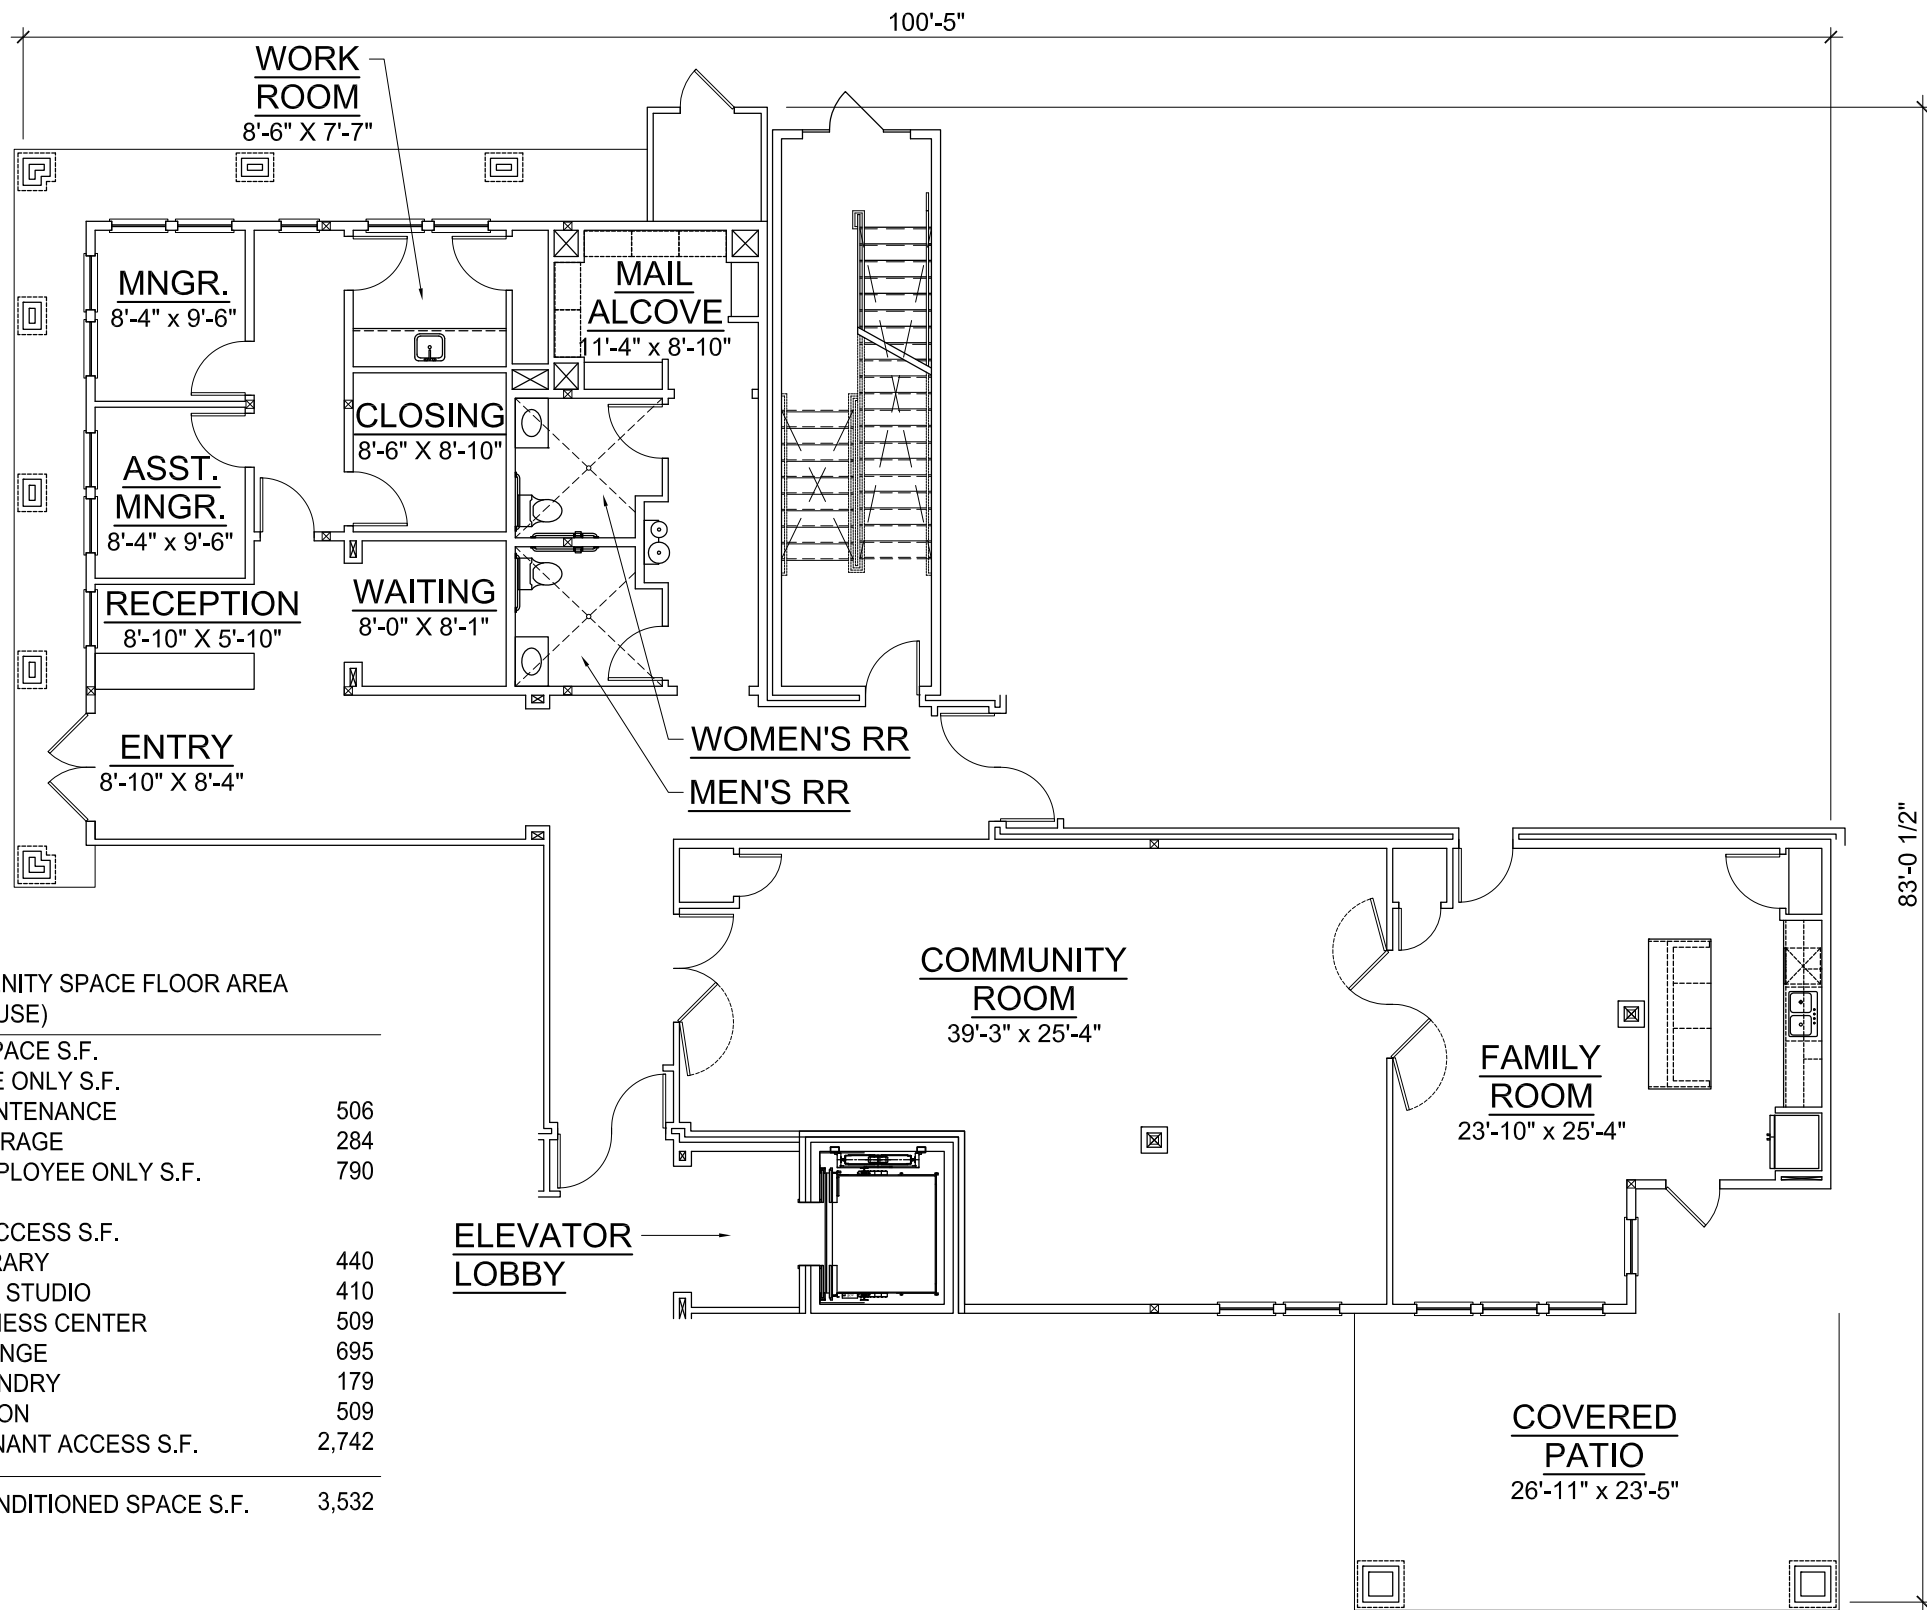 100'-5"
WORK
ROOM
8'-6" X 7'-7"
MNGR.
8'-4" x 9'-6"
MAIL
ALCOVE
11'-4" x 8'-10"
CLOSING
8'-6" X 8'-10"
ASST.
MNGR.
8'-4" x 9'-6"
RECEPTION
8'-10" X 5'-10"
WAITING
8'-0" X 8'-1"
WOMEN'S RR
MEN'S RR
ENTRY
8'-10" X 8'-4"
83'-0 1/2"
COMMUNITY
ROOM
39'-3" x 25'-4"
FAMILY
ROOM
23'-10" x 25'-4"
ELEVATOR
LOBBY
COVERED
PATIO
26'-11" x 23'-5"
NITY SPACE FLOOR AREA
USE)
PACE S.F.
E ONLY S.F.
NTENANCE 506
RAGE 284
PLOYEE ONLY S.F. 790
CCESS S.F.
RARY 440
STUDIO 410
NESS CENTER 509
NGE 695
NDRY 179
ON 509
NANT ACCESS S.F. 2,742
NDITIONED SPACE S.F. 3,532